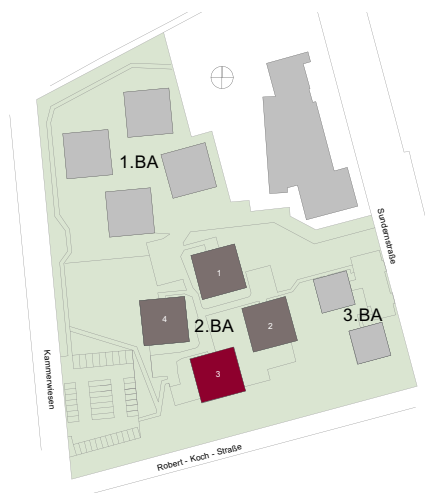 1.BA
Sundernstraße
1
4
2.BA
2
3.BA
3
Kammerwiesen
Robert - Koch - Straße